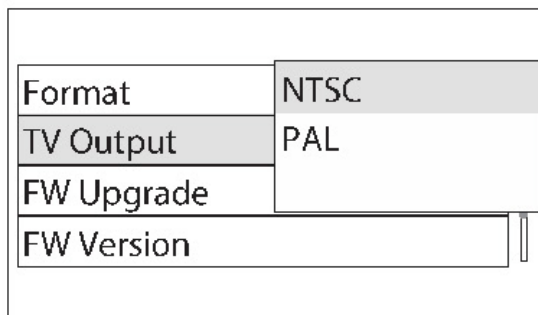 Format
TV Output
FW Upgrade
FW Version
NTSC
PAL